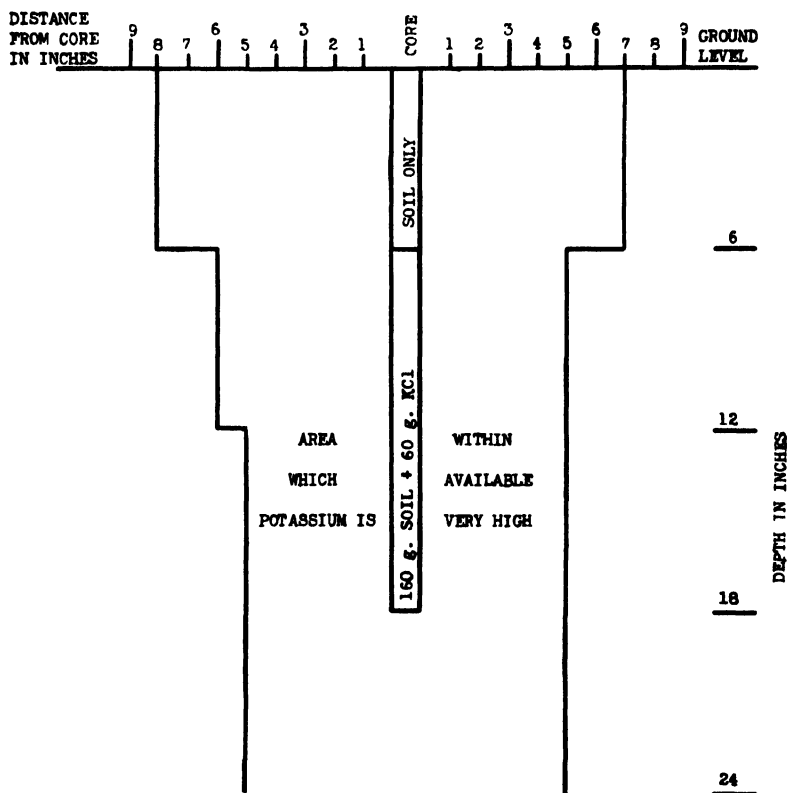 DISTANCE
FROM CORE
IN INCHES
9 8 7 6 5 4 3 2 1 CORE 1 2 3 4 5 6 7 8 9
GROUND
LEVEL
SOIL ONLY
6
160 g. SOIL + 60 g. KCl
12
AREA WITHIN
WHICH AVAILABLE
POTASSIUM IS VERY HIGH
DEPTH IN INCHES
18
24